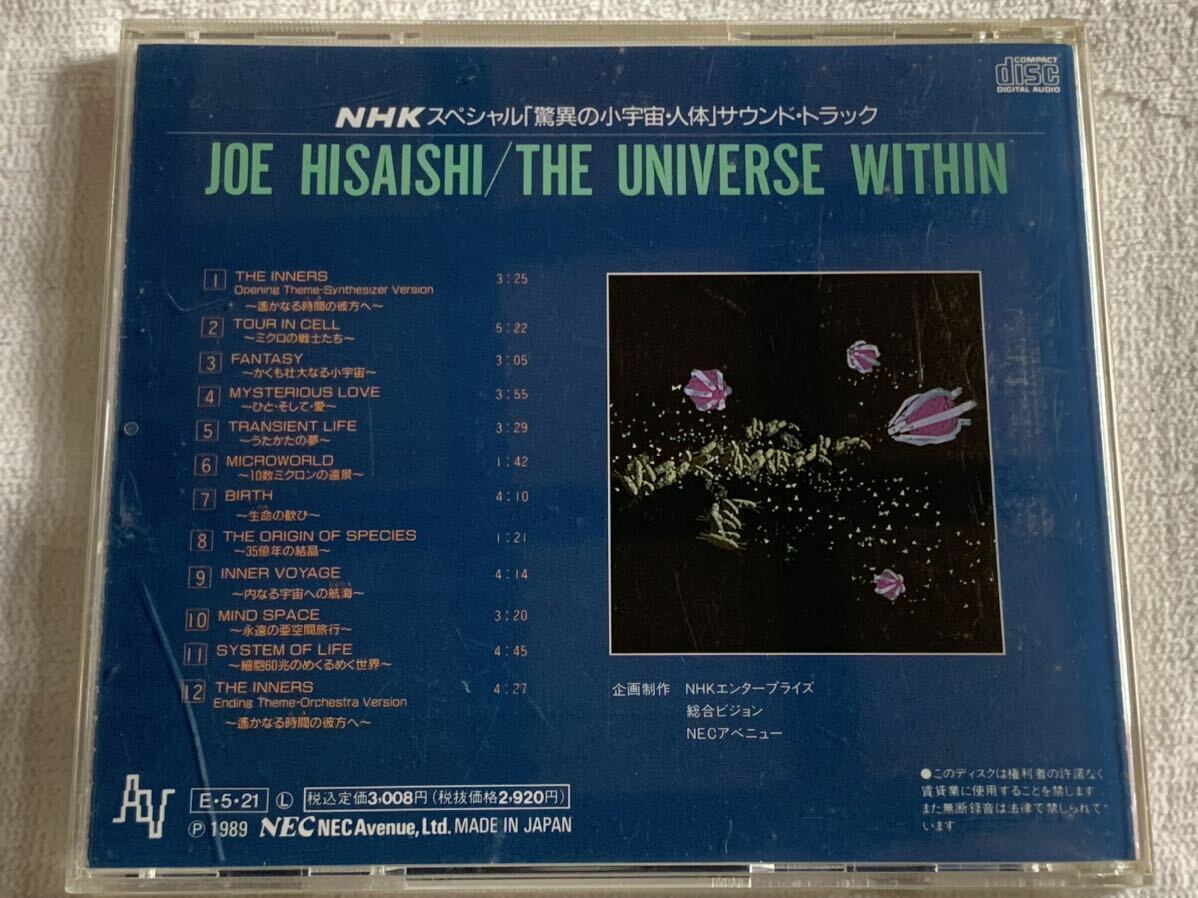 COMPACT
disc
DIGITAL AUDIO
NHKスペシャル「驚異の小宇宙・人体」サウンド・トラック
JOE HISAISHI/THE UNIVERSE WITHIN
1 THE INNERS 3:25
Opening Theme-Synthesizer Version
〜遙かなる時間の彼方へ〜
2 TOUR IN CELL 5:22
〜ミクロの戦士たち〜
3 FANTASY 3:05
〜かくも壮大なる小宇宙〜
4 MYSTERIOUS LOVE 3:55
〜ひと・そして・愛〜
5 TRANSIENT LIFE 3:29
〜うたかたの夢〜
6 MICROWORLD 1:42
〜10数ミクロンの遠景〜
7 BIRTH 4:10
〜生命の歓び〜
8 THE ORIGIN OF SPECIES 1:21
〜35億年の結晶〜
9 INNER VOYAGE 4:14
〜内なる宇宙への航海〜
10 MIND SPACE 3:20
〜永遠の亜空間旅行〜
11 SYSTEM OF LIFE 4:45
〜細胞60兆のめくるめく世界〜
12 THE INNERS 4:27
Ending Theme-Orchestra Version
〜遙かなる時間の彼方へ〜
企画制作 NHKエンタープライズ
総合ビジョン
NECアベニュー
●このディスクは権利者の許諾なく
賃貸業に使用することを禁じます
また無断録音は法律で禁じられて
います
AV E・5・21 Ⓛ 税込定価3,008円(税抜価格2,920円)
Ⓟ 1989 NEC NEC Avenue, Ltd. MADE IN JAPAN